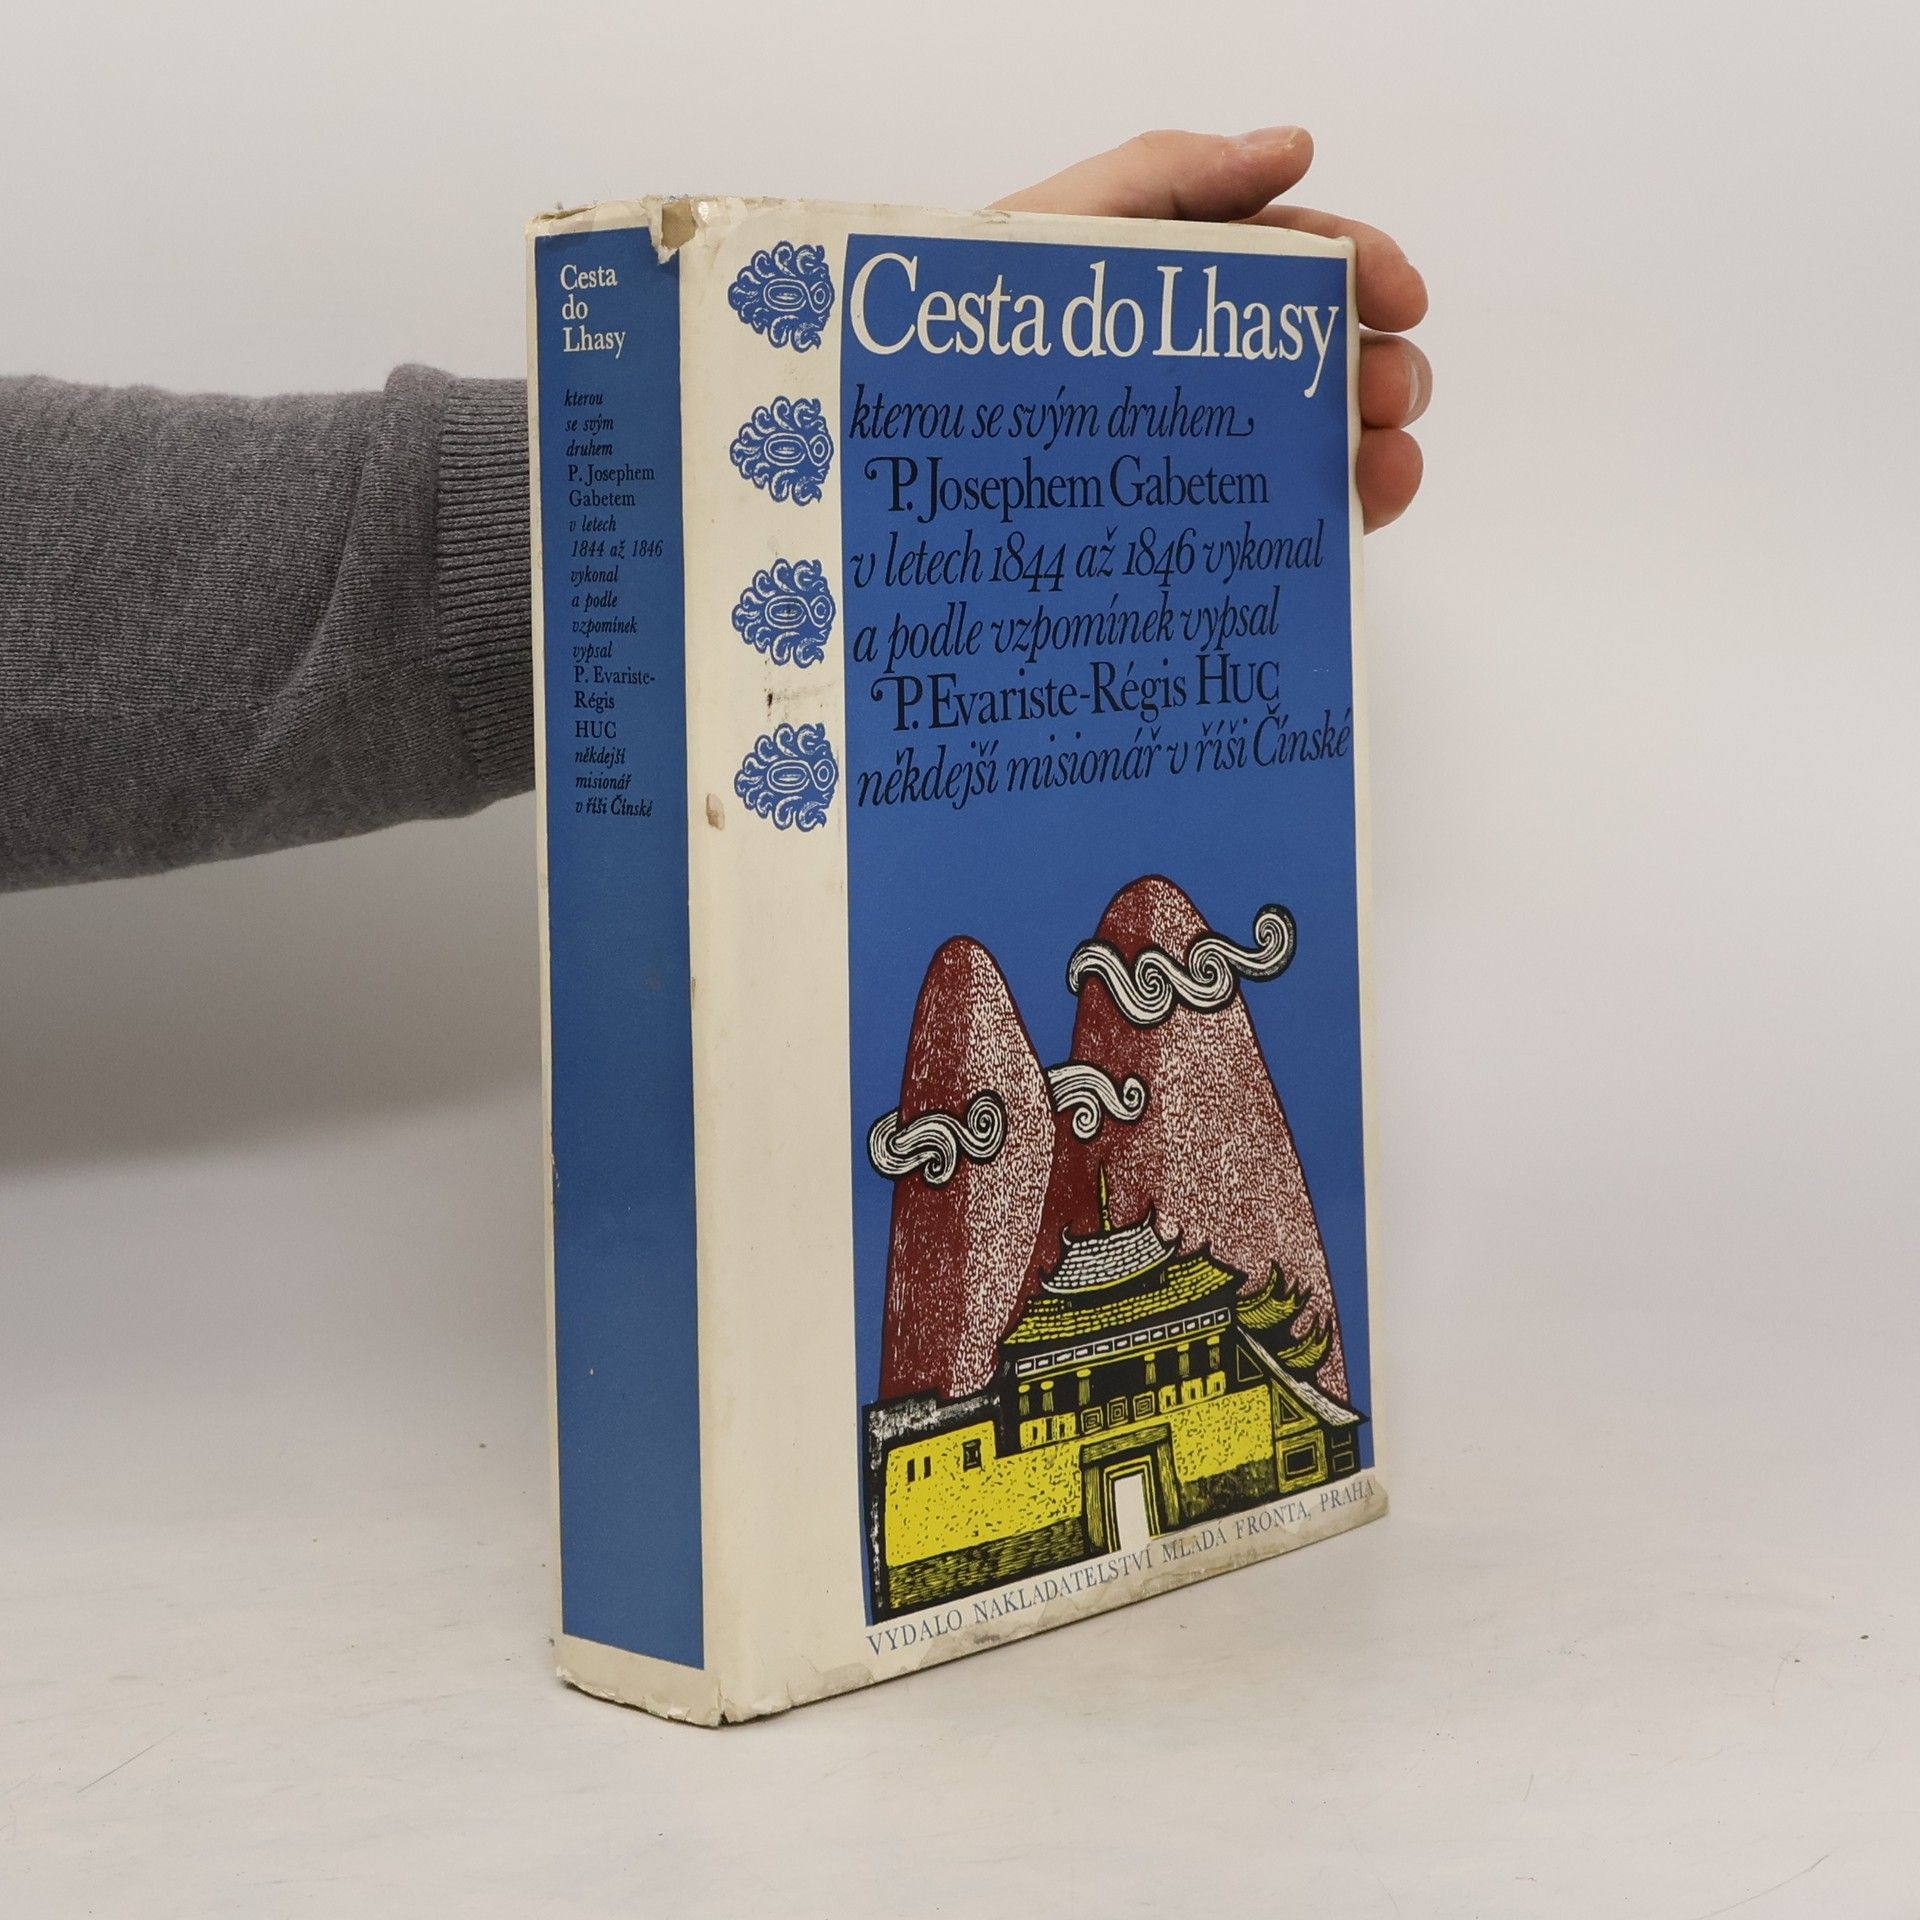 Cesta
do
Lhasy
kterou
se svým
druhem
P. Josephem
Gabetem
v letech
1844 až 1846
vykonal
a podle
vzpomínek
vypsal
P. Evariste-
Régis
HUC
někdejší
misionář
v říši Čínské
Cesta do Lhasy
kterou se svým druhem
P. Josephem Gabetem
v letech 1844 až 1846 vykonal
a podle vzpomínek vypsal
P. Evariste-Régis HUC
někdejší misionář v říši Čínské
VYDALO NAKLADATELSTVÍ MLADÁ FRONTA, PRAHA